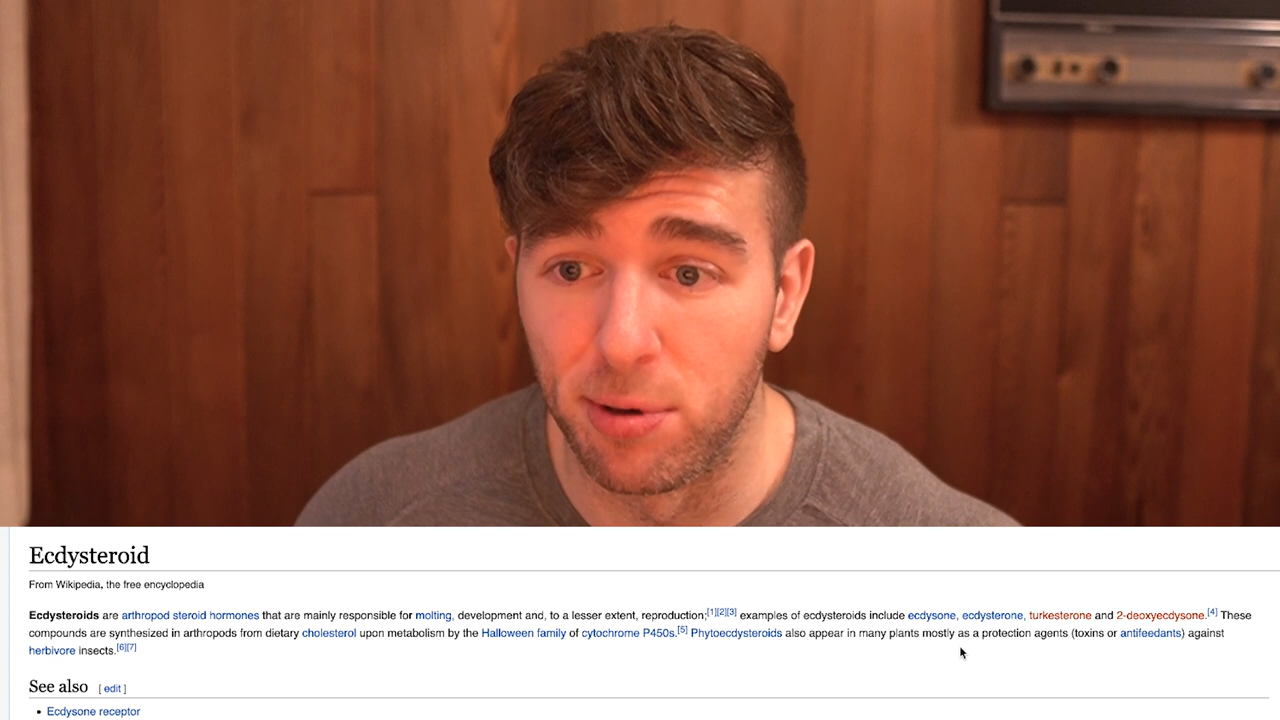 Ecdysteroid
From Wikipedia, the free encyclopedia
Ecdysteroids are arthropod steroid hormones that are mainly responsible for molting, development and, to a lesser extent, reproduction;[1][2][3] examples of ecdysteroids include ecdysone, ecdysterone, turkesterone and 2-deoxyecdysone.[4] These
compounds are synthesized in arthropods from dietary cholesterol upon metabolism by the Halloween family of cytochrome P450s.[5] Phytoecdysteroids also appear in many plants mostly as a protection agents (toxins or antifeedants) against
herbivore insects.[6][7]
See also [ edit ]
• Ecdysone receptor